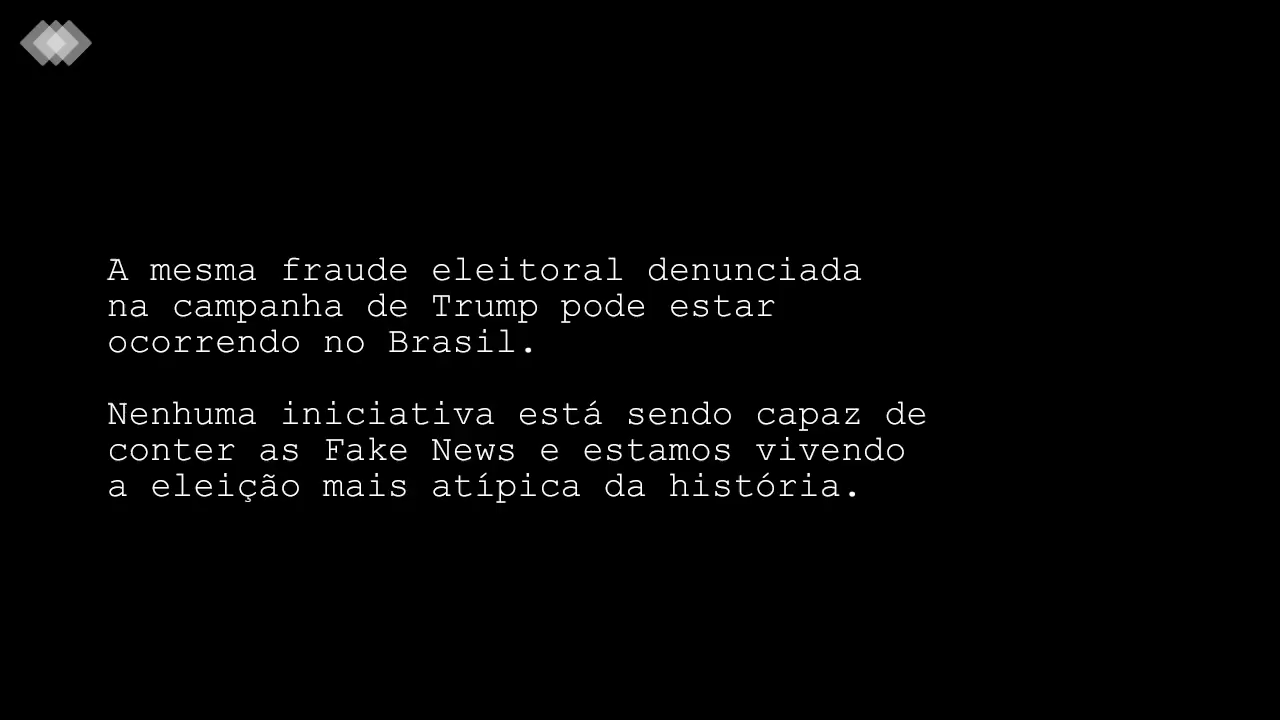 A mesma fraude eleitoral denunciada
na campanha de Trump pode estar
ocorrendo no Brasil.
Nenhuma iniciativa está sendo capaz de
conter as Fake News e estamos vivendo
a eleição mais atípica da história.